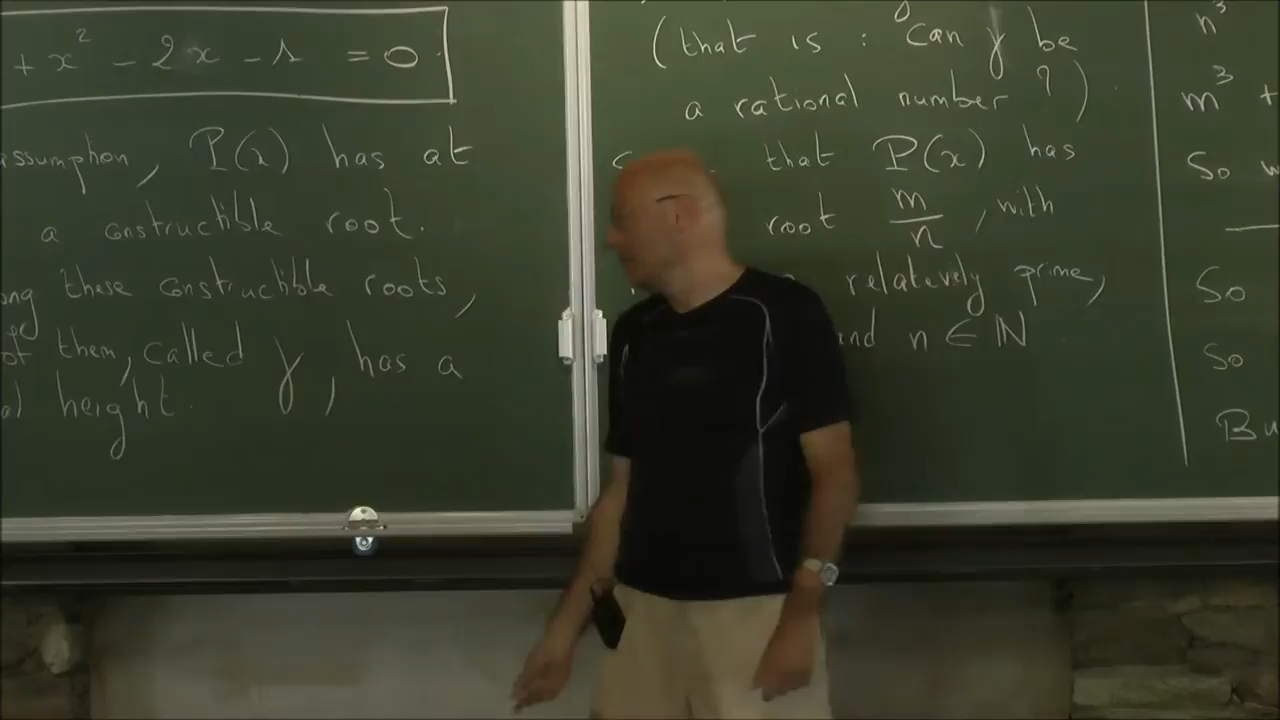 + x² - 2x - 1 = 0
assumption, P(x) has at
a constructible root.
these constructible roots,
of them, called γ, has a
height.
(that is : can γ be
a rational number ?)
that P(x) has
root m/n, with
relatively prime,
and n ∈ ℕ
n³
m³ +
So
So
So